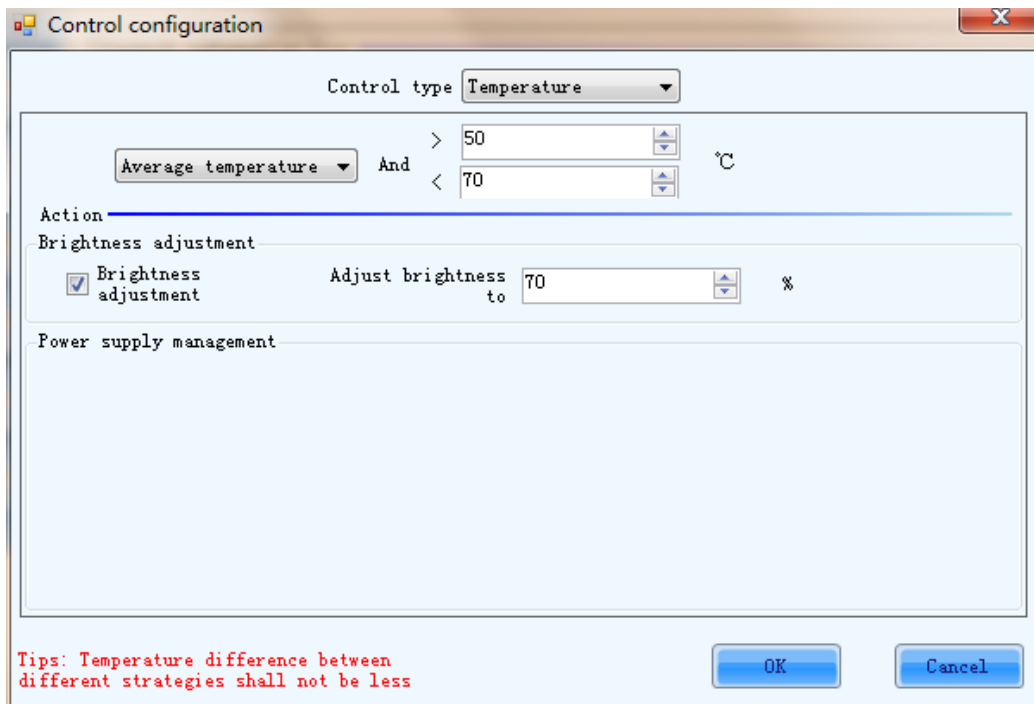 Control configuration
Control type Temperature
> 50
Average temperature And ℃
< 70
Action
Brightness adjustment
Brightness adjustment
Adjust brightness to 70 %
Power supply management
Tips: Temperature difference between
different strategies shall not be less
OK Cancel